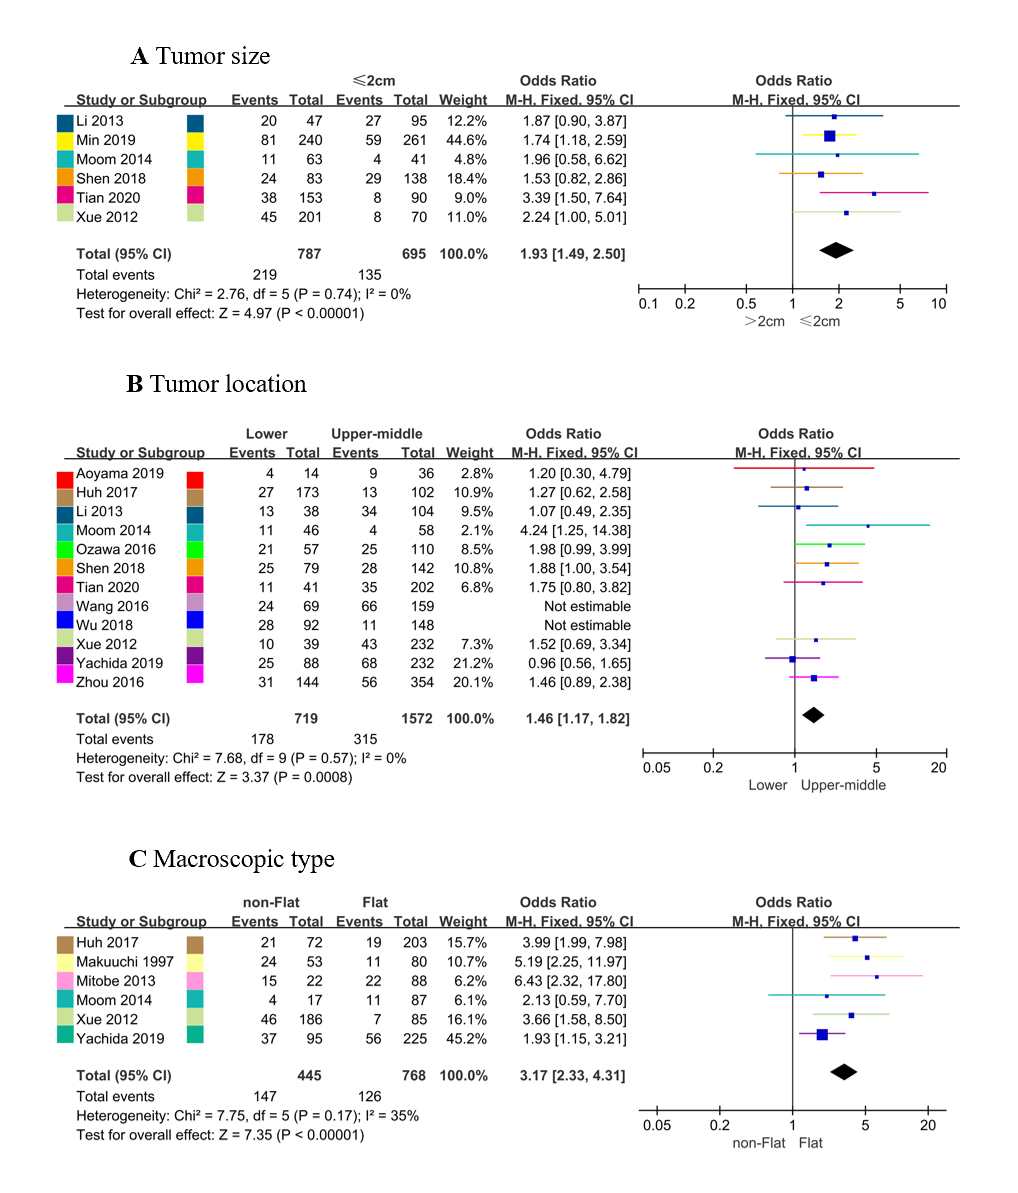 A Tumor size
≤2cm Odds Ratio Odds Ratio
Study or Subgroup Events Total Events Total Weight M-H, Fixed, 95% CI M-H, Fixed, 95% CI
Li 2013 20 47 27 95 12.2% 1.87 [0.90, 3.87]
Min 2019 81 240 59 261 44.6% 1.74 [1.18, 2.59]
Moom 2014 11 63 4 41 4.8% 1.96 [0.58, 6.62]
Shen 2018 24 83 29 138 18.4% 1.53 [0.82, 2.86]
Tian 2020 38 153 8 90 9.0% 3.39 [1.50, 7.64]
Xue 2012 45 201 8 70 11.0% 2.24 [1.00, 5.01]
Total (95% CI) 787 695 100.0% 1.93 [1.49, 2.50]
Total events 219 135
Heterogeneity: Chi² = 2.76, df = 5 (P = 0.74); I² = 0%
Test for overall effect: Z = 4.97 (P < 0.00001)
0.1 0.2 0.5 1 2 5 10
>2cm ≤2cm
B Tumor location
Lower Upper-middle Odds Ratio Odds Ratio
Study or Subgroup Events Total Events Total Weight M-H, Fixed, 95% CI M-H, Fixed, 95% CI
Aoyama 2019 4 14 9 36 2.8% 1.20 [0.30, 4.79]
Huh 2017 27 173 13 102 10.9% 1.27 [0.62, 2.58]
Li 2013 13 38 34 104 9.5% 1.07 [0.49, 2.35]
Moom 2014 11 46 4 58 2.1% 4.24 [1.25, 14.38]
Ozawa 2016 21 57 25 110 8.5% 1.98 [0.99, 3.99]
Shen 2018 25 79 28 142 10.8% 1.88 [1.00, 3.54]
Tian 2020 11 41 35 202 6.8% 1.75 [0.80, 3.82]
Wang 2016 24 69 66 159 Not estimable
Wu 2018 28 92 11 148 Not estimable
Xue 2012 10 39 43 232 7.3% 1.52 [0.69, 3.34]
Yachida 2019 25 88 68 232 21.2% 0.96 [0.56, 1.65]
Zhou 2016 31 144 56 354 20.1% 1.46 [0.89, 2.38]
Total (95% CI) 719 1572 100.0% 1.46 [1.17, 1.82]
Total events 178 315
Heterogeneity: Chi² = 7.68, df = 9 (P = 0.57); I² = 0%
Test for overall effect: Z = 3.37 (P = 0.0008)
0.05 0.2 1 5 20
Lower Upper-middle
C Macroscopic type
non-Flat Flat Odds Ratio Odds Ratio
Study or Subgroup Events Total Events Total Weight M-H, Fixed, 95% CI M-H, Fixed, 95% CI
Huh 2017 21 72 19 203 15.7% 3.99 [1.99, 7.98]
Makuuchi 1997 24 53 11 80 10.7% 5.19 [2.25, 11.97]
Mitobe 2013 15 22 22 88 6.2% 6.43 [2.32, 17.80]
Moom 2014 4 17 11 87 6.1% 2.13 [0.59, 7.70]
Xue 2012 46 186 7 85 16.1% 3.66 [1.58, 8.50]
Yachida 2019 37 95 56 225 45.2% 1.93 [1.15, 3.21]
Total (95% CI) 445 768 100.0% 3.17 [2.33, 4.31]
Total events 147 126
Heterogeneity: Chi² = 7.75, df = 5 (P = 0.17); I² = 35%
Test for overall effect: Z = 7.35 (P < 0.00001)
0.05 0.2 1 5 20
non-Flat Flat